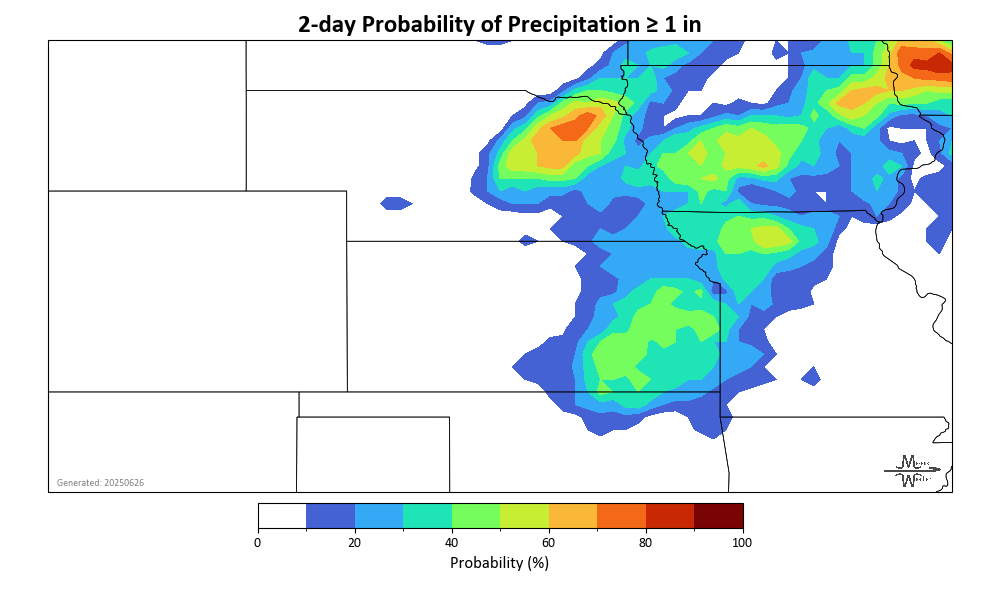 2-day Probability of Precipitation ≥ 1 in
Generated: 20250626
0 20 40 60 80 100
Probability (%)